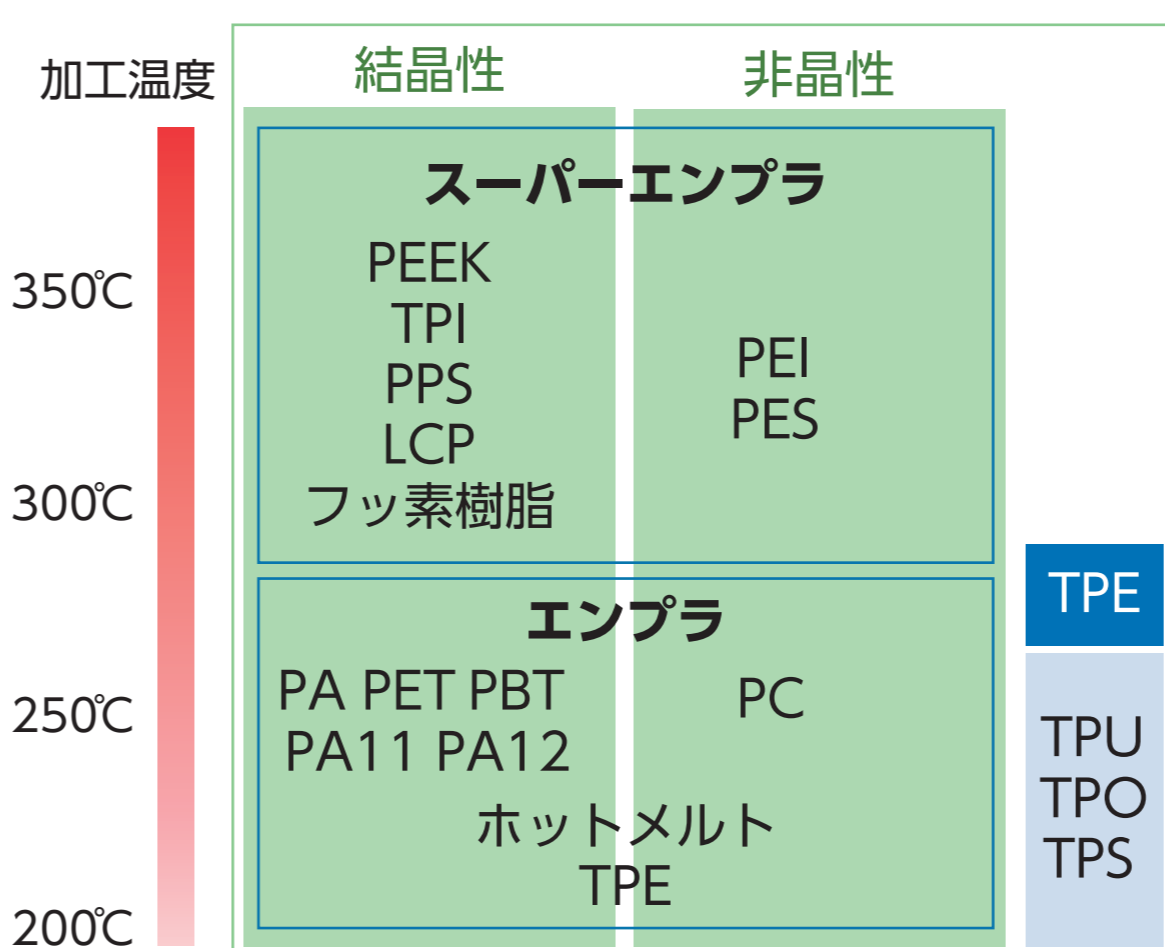 加工温度
結晶性
非晶性
スーパーエンプラ
PEEK
TPI
PPS
LCP
フッ素樹脂
PEI
PES
350℃
300℃
250℃
200℃
エンプラ
PA PET PBT
PA11 PA12
PC
ホットメルト
TPE
TPE
TPU
TPO
TPS